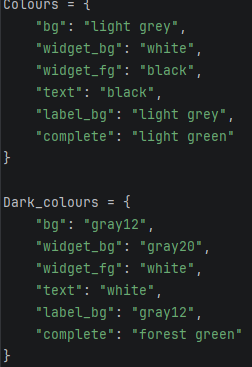 Colours = {
    "bg": "light grey",
    "widget_bg": "white",
    "widget_fg": "black",
    "text": "black",
    "label_bg": "light grey",
    "complete": "light green"
}
Dark_colours = {
    "bg": "gray12",
    "widget_bg": "gray20",
    "widget_fg": "white",
    "text": "white",
    "label_bg": "gray12",
    "complete": "forest green"
}